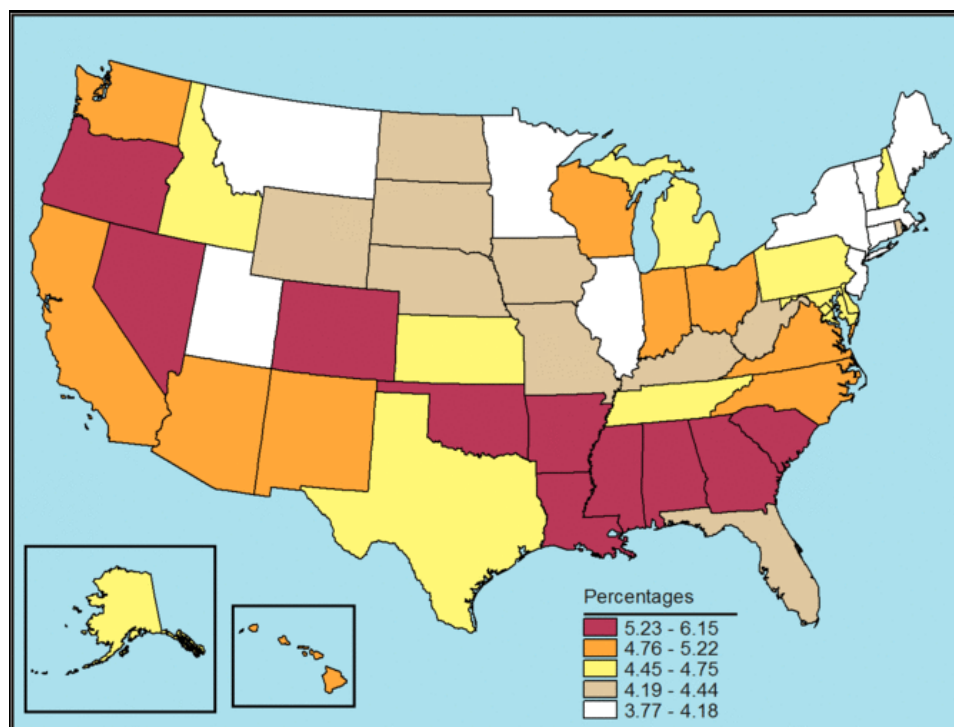 Percentages
5.23 - 6.15
4.76 - 5.22
4.45 - 4.75
4.19 - 4.44
3.77 - 4.18